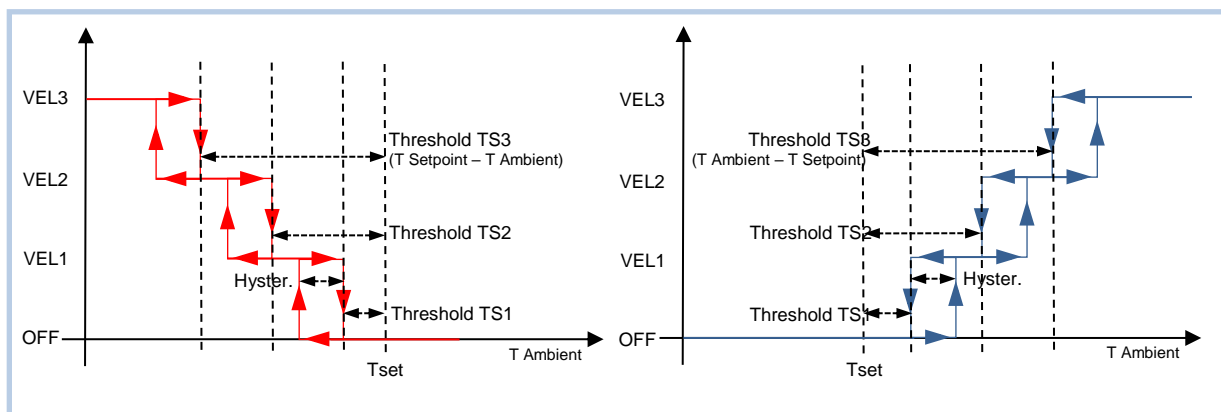 VEL3
Threshold TS3
(T Setpoint – T Ambient)
VEL2
Threshold TS2
VEL1
Hyster.
Threshold TS1
OFF
T Ambient
Tset
VEL3
Threshold TS3
(T Ambient – T Setpoint)
VEL2
Threshold TS2
VEL1
Hyster.
Threshold TS
OFF
T Ambient
Tset